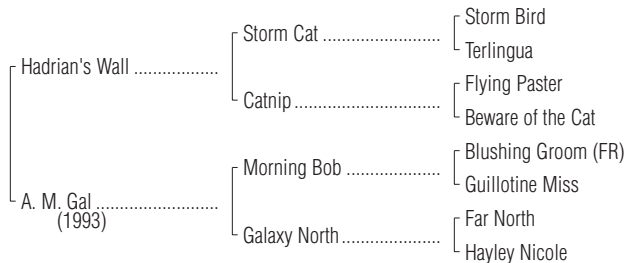 Storm Bird
Storm Cat ........................
Terlingua
Hadrian's Wall .................
Flying Paster
Catnip ..............................
Beware of the Cat
Blushing Groom (FR)
Morning Bob ...................
Guillotine Miss
A. M. Gal .........................
(1993)
Far North
Galaxy North ....................
Hayley Nicole